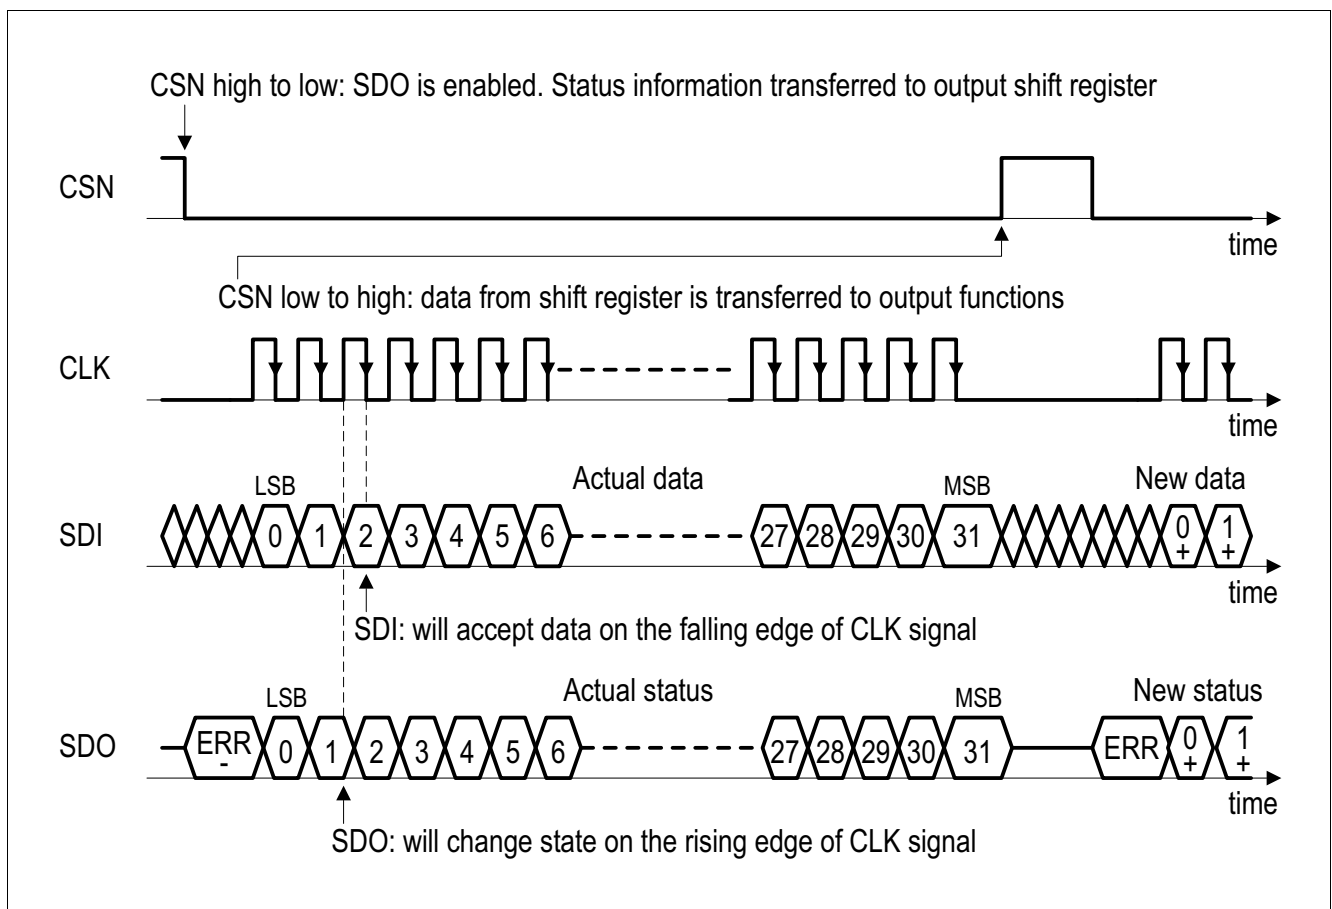 CSN high to low: SDO is enabled. Status information transferred to output shift register
CSN
time
CSN low to high: data from shift register is transferred to output functions
CLK
time
Actual data
New data
LSB
MSB
SDI
0 1 2 3 4 5 6 27 28 29 30 31 0 1
+ +
time
SDI: will accept data on the falling edge of CLK signal
Actual status
New status
LSB
MSB
SDO
ERR 0 1 2 3 4 5 6 27 28 29 30 31 ERR 0 1
- + +
time
SDO: will change state on the rising edge of CLK signal